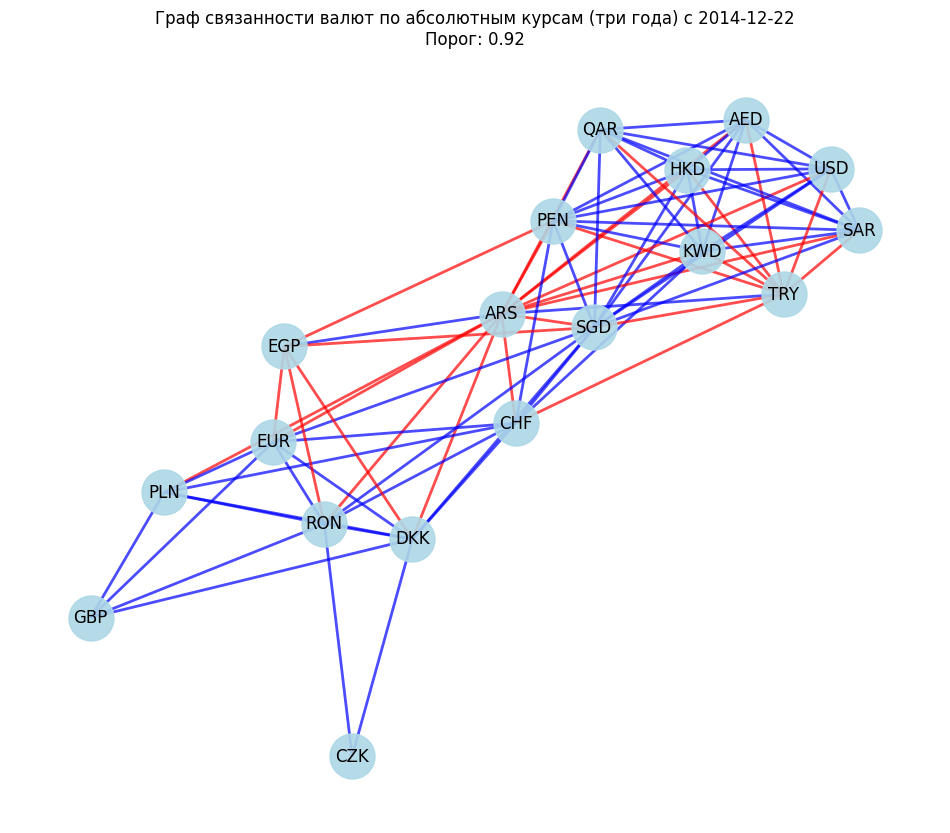 Граф связанности валют по абсолютным курсам (три года) с 2014-12-22
Порог: 0.92
AED
QAR
HKD
USD
PEN
SAR
KWD
TRY
ARS
SGD
EGP
CHF
EUR
PLN
RON
DKK
GBP
CZK